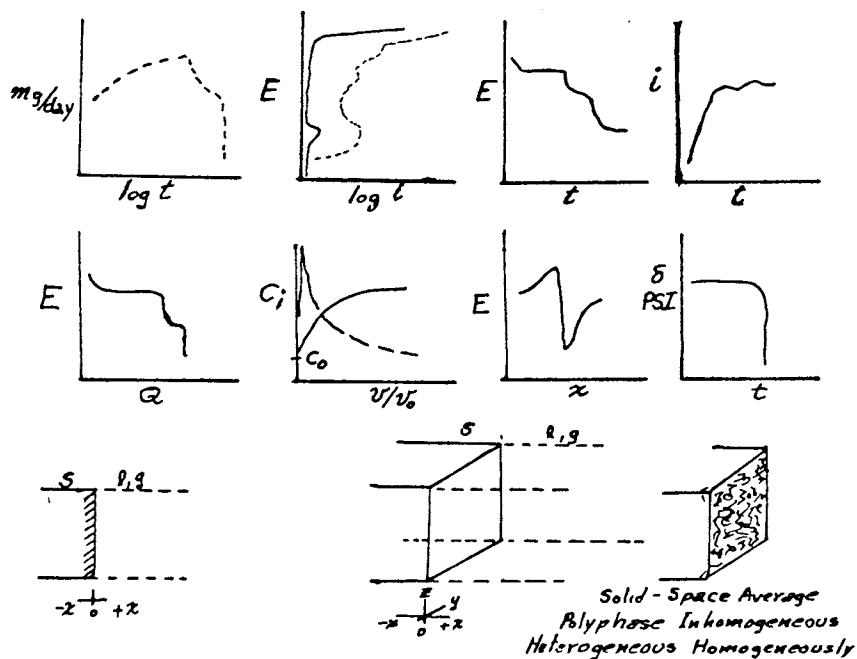 mg/day
log t
E
log t
E
t
i
t
E
Q
Ci
Co
v/vo
E
x
δ
PSI
t
S
l,g
-x o +x
S
l,g
z
y
-x o +x
Solid-Space Average
Polyphase Inhomogeneous
Heterogeneous Homogeneously